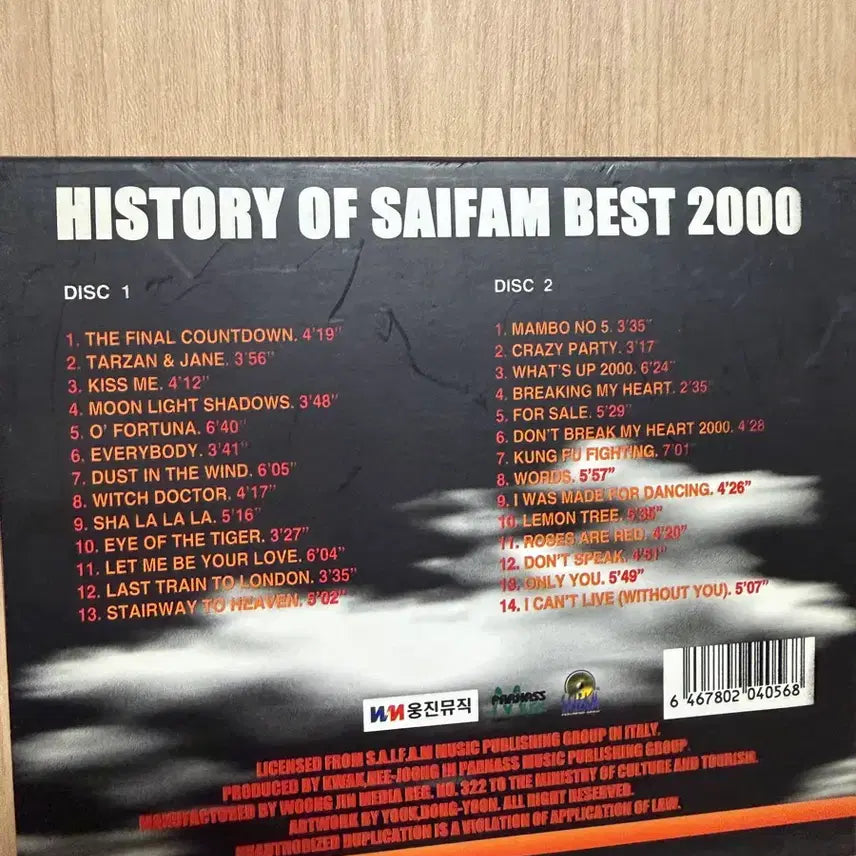 HISTORY OF SAIFAM BEST 2000
DISC 1
1. THE FINAL COUNTDOWN. 4'19"
2. TARZAN & JANE. 3'56"
3. KISS ME. 4'12"
4. MOON LIGHT SHADOWS. 3'48"
5. O' FORTUNA. 6'40"
6. EVERYBODY. 3'41"
7. DUST IN THE WIND. 6'05"
8. WITCH DOCTOR. 4'17"
9. SHA LA LA LA. 5'16"
10. EYE OF THE TIGER. 3'27"
11. LET ME BE YOUR LOVE. 6'04"
12. LAST TRAIN TO LONDON. 3'35"
13. STAIRWAY TO HEAVEN. 5'02"
DISC 2
1. MAMBO NO 5. 3'35"
2. CRAZY PARTY. 3'17"
3. WHAT'S UP 2000. 6'24"
4. BREAKING MY HEART. 2'35"
5. FOR SALE. 5'29"
6. DON'T BREAK MY HEART 2000. 4'28
7. KUNG FU FIGHTING. 7'01"
8. WORDS. 5'57"
9. I WAS MADE FOR DANCING. 4'26"
10. LEMON TREE. 5'35"
11. ROSES ARE RED. 4'20"
12. DON'T SPEAK. 4'51"
13. ONLY YOU. 5'49"
14. I CAN'T LIVE (WITHOUT YOU). 5'07"
웅진뮤직
PARNASS
6 467802 040568
LICENSED FROM S.A.I.F.A.M MUSIC PUBLISHING GROUP IN ITALY.
PRODUCED BY KWAK, HEE-JOONG IN PARNASS MUSIC PUBLISHING GROUP.
MANUFACTURED BY WOONG JIN MEDIA REG. NO. 322 TO THE MINISTRY OF CULTURE AND TOURISM.
ARTWORK BY YOOK, DONG-YOON. ALL RIGHT RESERVED.
UNAUTHORIZED DUPLICATION IS A VIOLATION OF APPLICATION OF LAW.